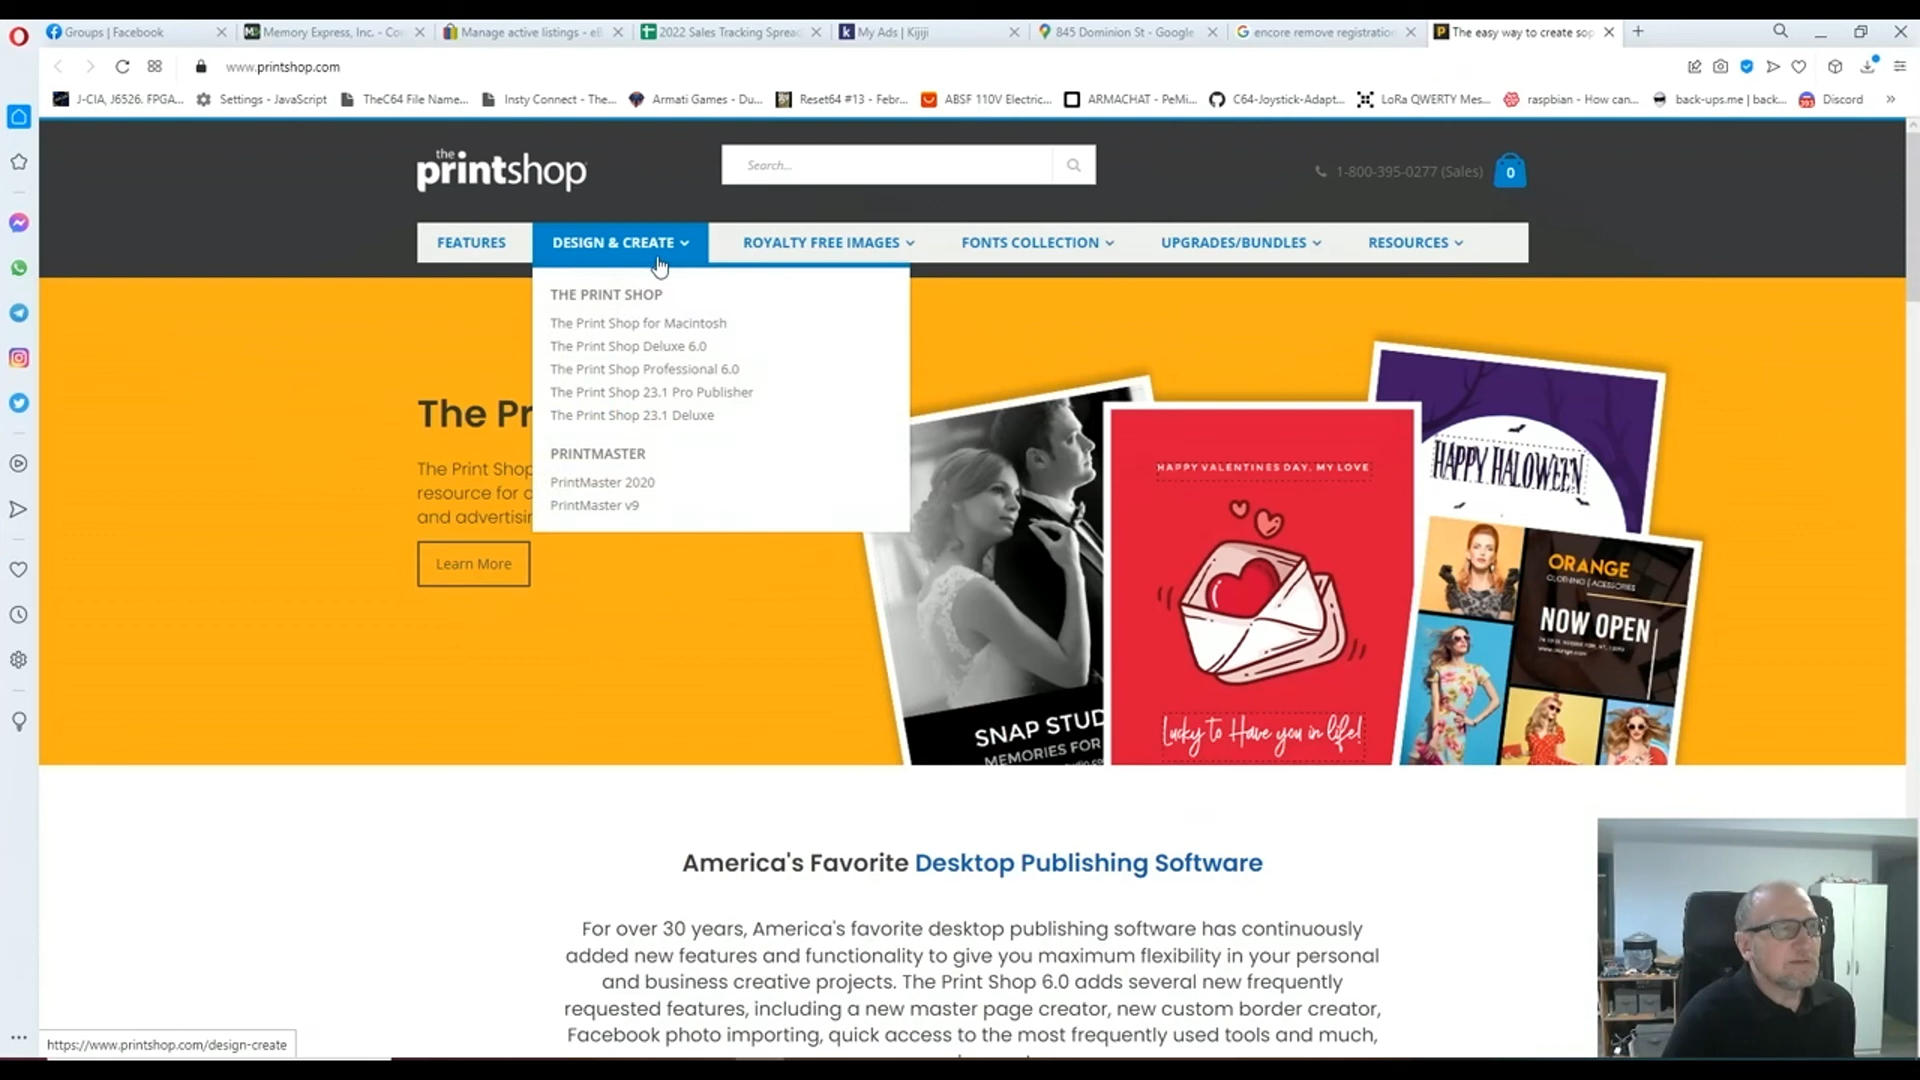 Groups | Facebook
Memory Express, Inc. - Co
Manage active listings - eB
2022 Sales Tracking Spread
My Ads | Kijiji
845 Dominion St - Google
encore remove registration
The easy way to create sop
www.printshop.com
J-CIA, J6526. FPGA...
Settings - JavaScript
TheC64 File Name...
Insty Connect - The...
Armati Games - Du...
Reset64 #13 - Febr...
ABSF 110V Electric...
ARMACHAT - PeMi...
C64-Joystick-Adapt...
LoRa QWERTY Mes...
raspbian - How can...
back-ups.me | back...
Discord
the
printshop
Search...
1-800-395-0277 (Sales)
0
FEATURES
DESIGN & CREATE
ROYALTY FREE IMAGES
FONTS COLLECTION
UPGRADES/BUNDLES
RESOURCES
THE PRINT SHOP
The Print Shop for Macintosh
The Print Shop Deluxe 6.0
The Print Shop Professional 6.0
The Print Shop 23.1 Pro Publisher
The Print Shop 23.1 Deluxe
PRINTMASTER
PrintMaster 2020
PrintMaster v9
The Pr
The Print Shop
resource for
and advertisin
Learn More
SNAP STUD
MEMORIES FOR
HAPPY VALENTINES DAY, MY LOVE
Lucky to Have you in life!
HAPPY HALOWEEN
ORANGE
CLOTHING | ACESSORIES
NOW OPEN
www.orange.com
America's Favorite Desktop Publishing Software
For over 30 years, America's favorite desktop publishing software has continuously
added new features and functionality to give you maximum flexibility in your personal
and business creative projects. The Print Shop 6.0 adds several new frequently
requested features, including a new master page creator, new custom border creator,
Facebook photo importing, quick access to the most frequently used tools and much,
https://www.printshop.com/design-create